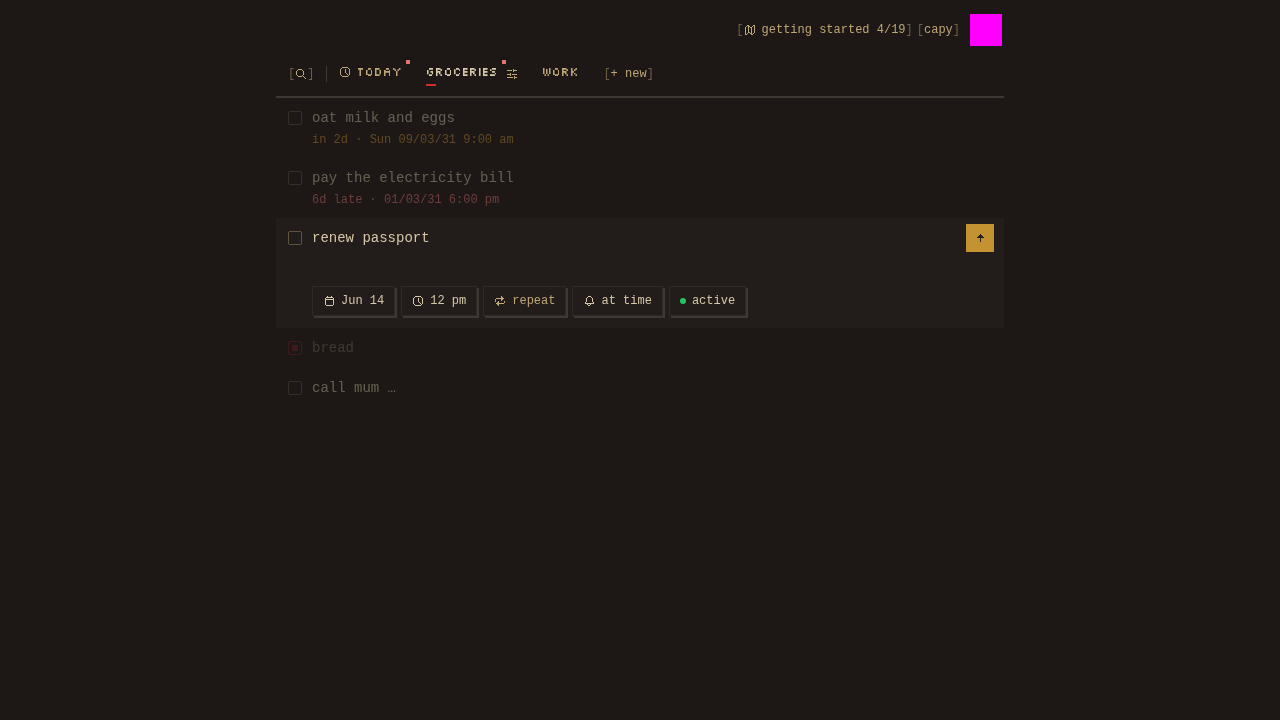 [getting started 4/19] [capy]
[] TODAY GROCERIES WORK [+ new]
oat milk and eggs
in 2d · Sun 09/03/31 9:00 am
pay the electricity bill
6d late · 01/03/31 6:00 pm
renew passport
Jun 14 12 pm repeat at time active
bread
call mum …